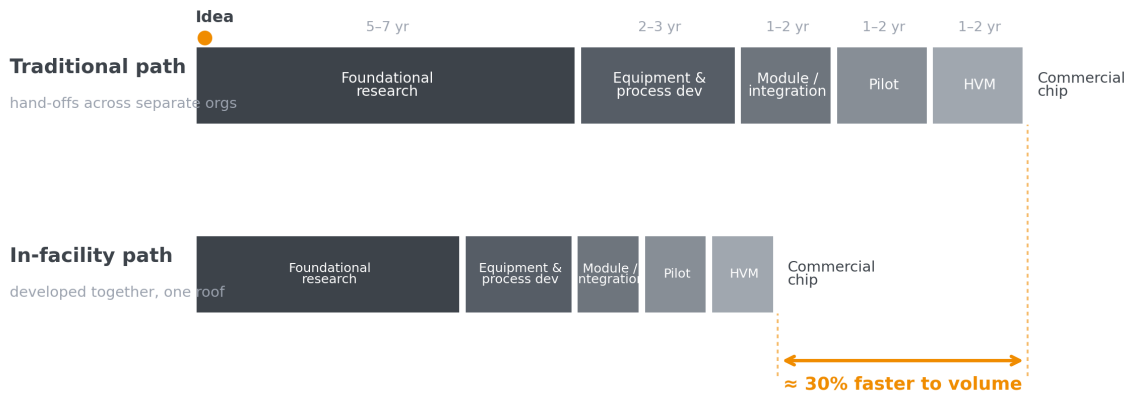 Idea
5–7 yr
2–3 yr
1–2 yr
1–2 yr
1–2 yr
Traditional path
hand-offs across separate orgs
Foundational
research
Equipment &
process dev
Module /
integration
Pilot
HVM
Commercial
chip
In-facility path
developed together, one roof
Foundational
research
Equipment &
process dev
Module /
integration
Pilot
HVM
Commercial
chip
≈ 30% faster to volume